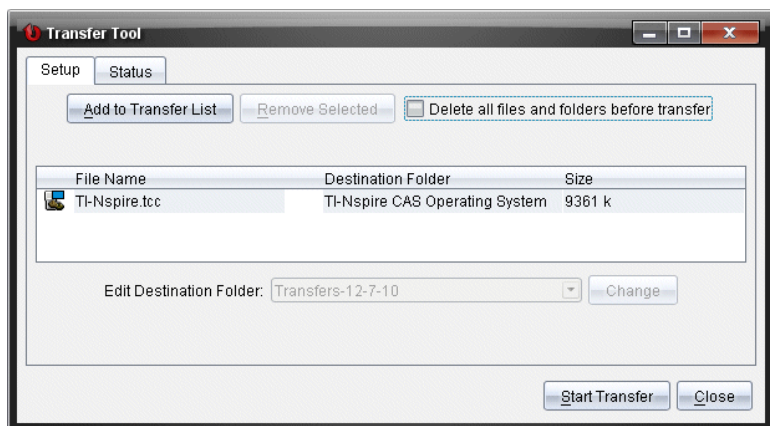 Transfer Tool
Setup Status
Add to Transfer List Remove Selected Delete all files and folders before transfer
File Name Destination Folder Size
TI-Nspire.tcc TI-Nspire CAS Operating System 9361 k
Edit Destination Folder: Transfers-12-7-10 Change
Start Transfer Close